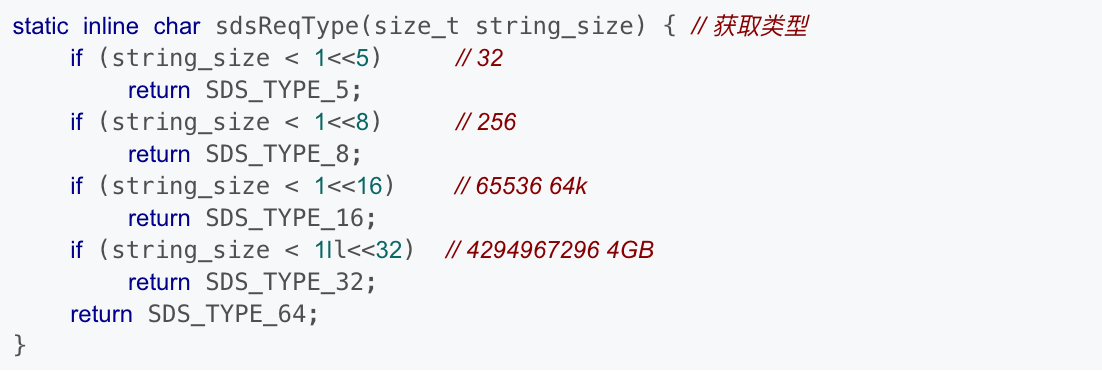 static inline char sdsReqType(size_t string_size) { // 获取类型
    if (string_size < 1<<5)     // 32
        return SDS_TYPE_5;
    if (string_size < 1<<8)     // 256
        return SDS_TYPE_8;
    if (string_size < 1<<16)    // 65536 64k
        return SDS_TYPE_16;
    if (string_size < 1ll<<32)  // 4294967296 4GB
        return SDS_TYPE_32;
    return SDS_TYPE_64;
}